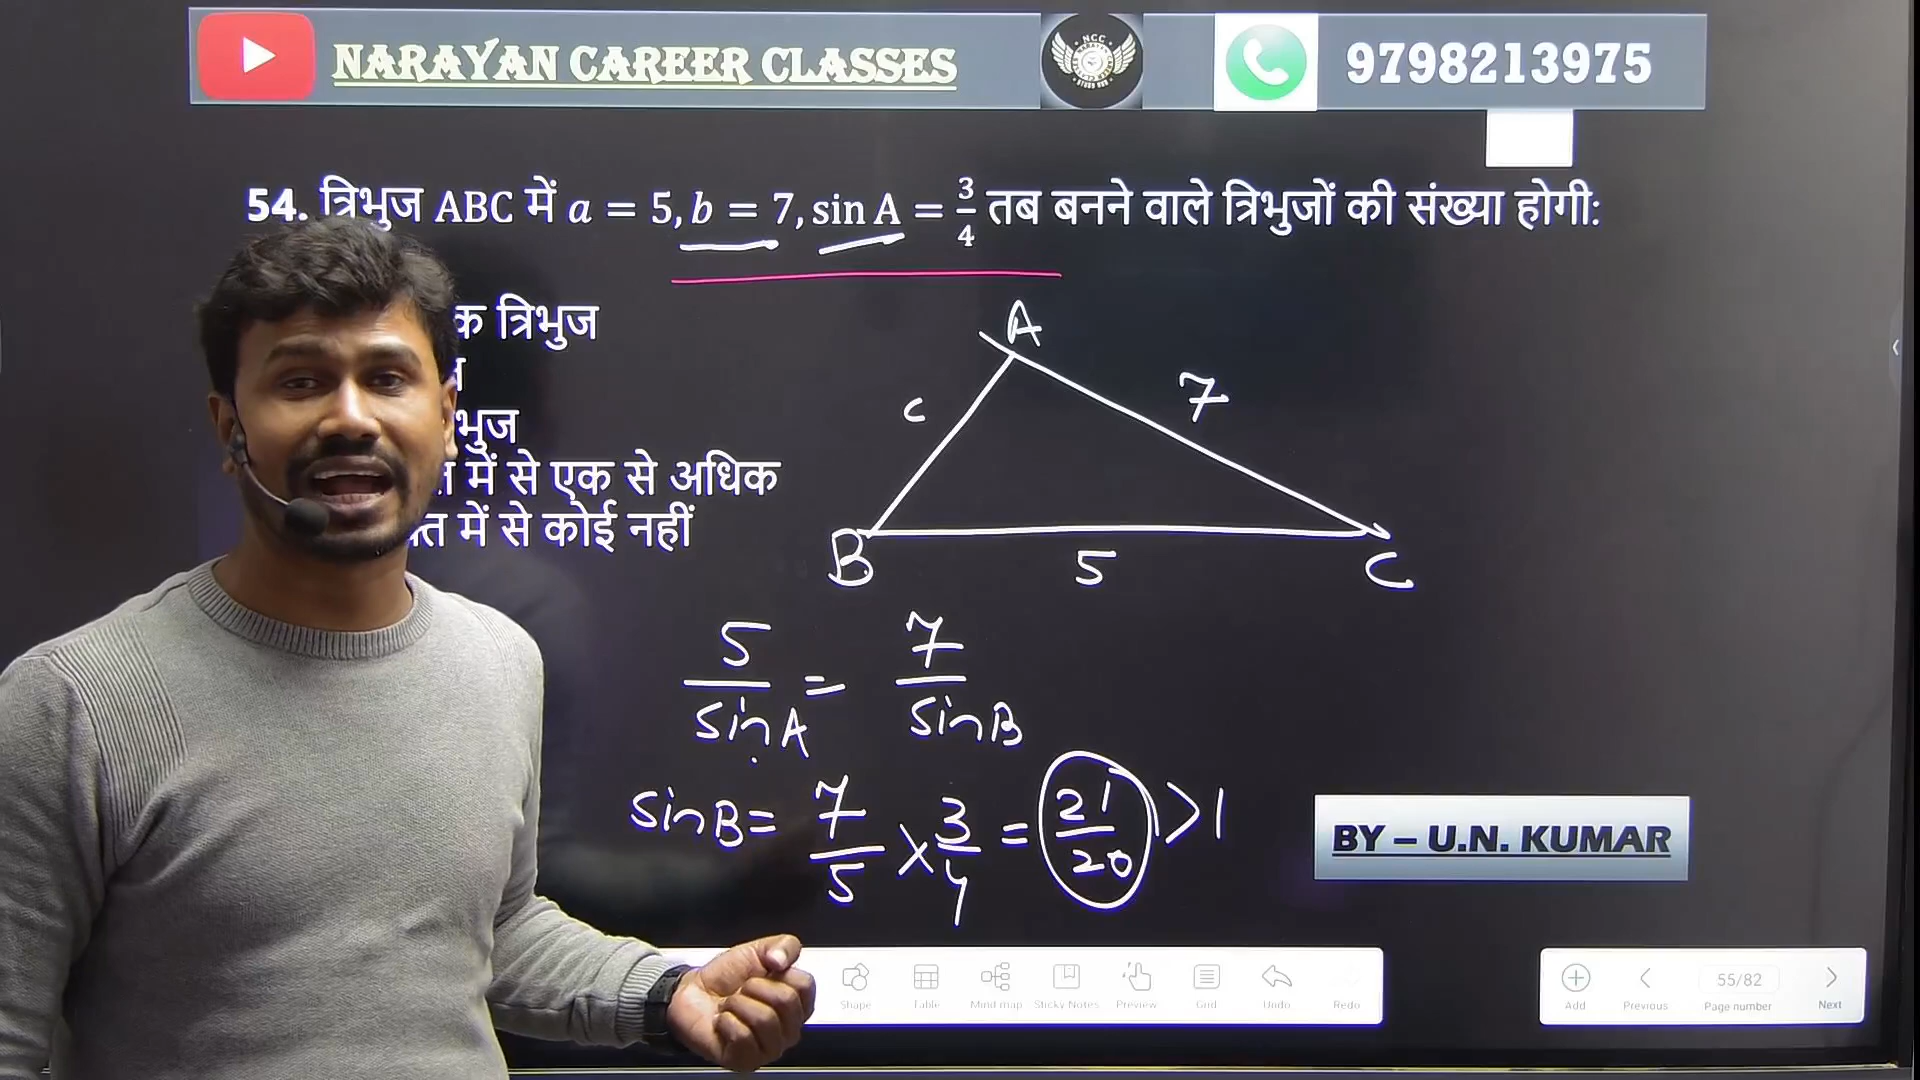 NARAYAN CAREER CLASSES
NCC
9798213975
54. त्रिभुज ABC में a = 5, b = 7, sin A = 3/4 तब बनने वाले त्रिभुजों की संख्या होगी:
त्रिभुज
में से एक से अधिक
में से कोई नहीं
A
c
7
B
5
C
5/sinA = 7/sinB
sinB = 7/5 × 3/4 = 21/20 > 1
BY – U.N. KUMAR
Shape Table Mind map Sticky Notes Preview Grid Undo Redo
Add Previous 55/82 Page number Next